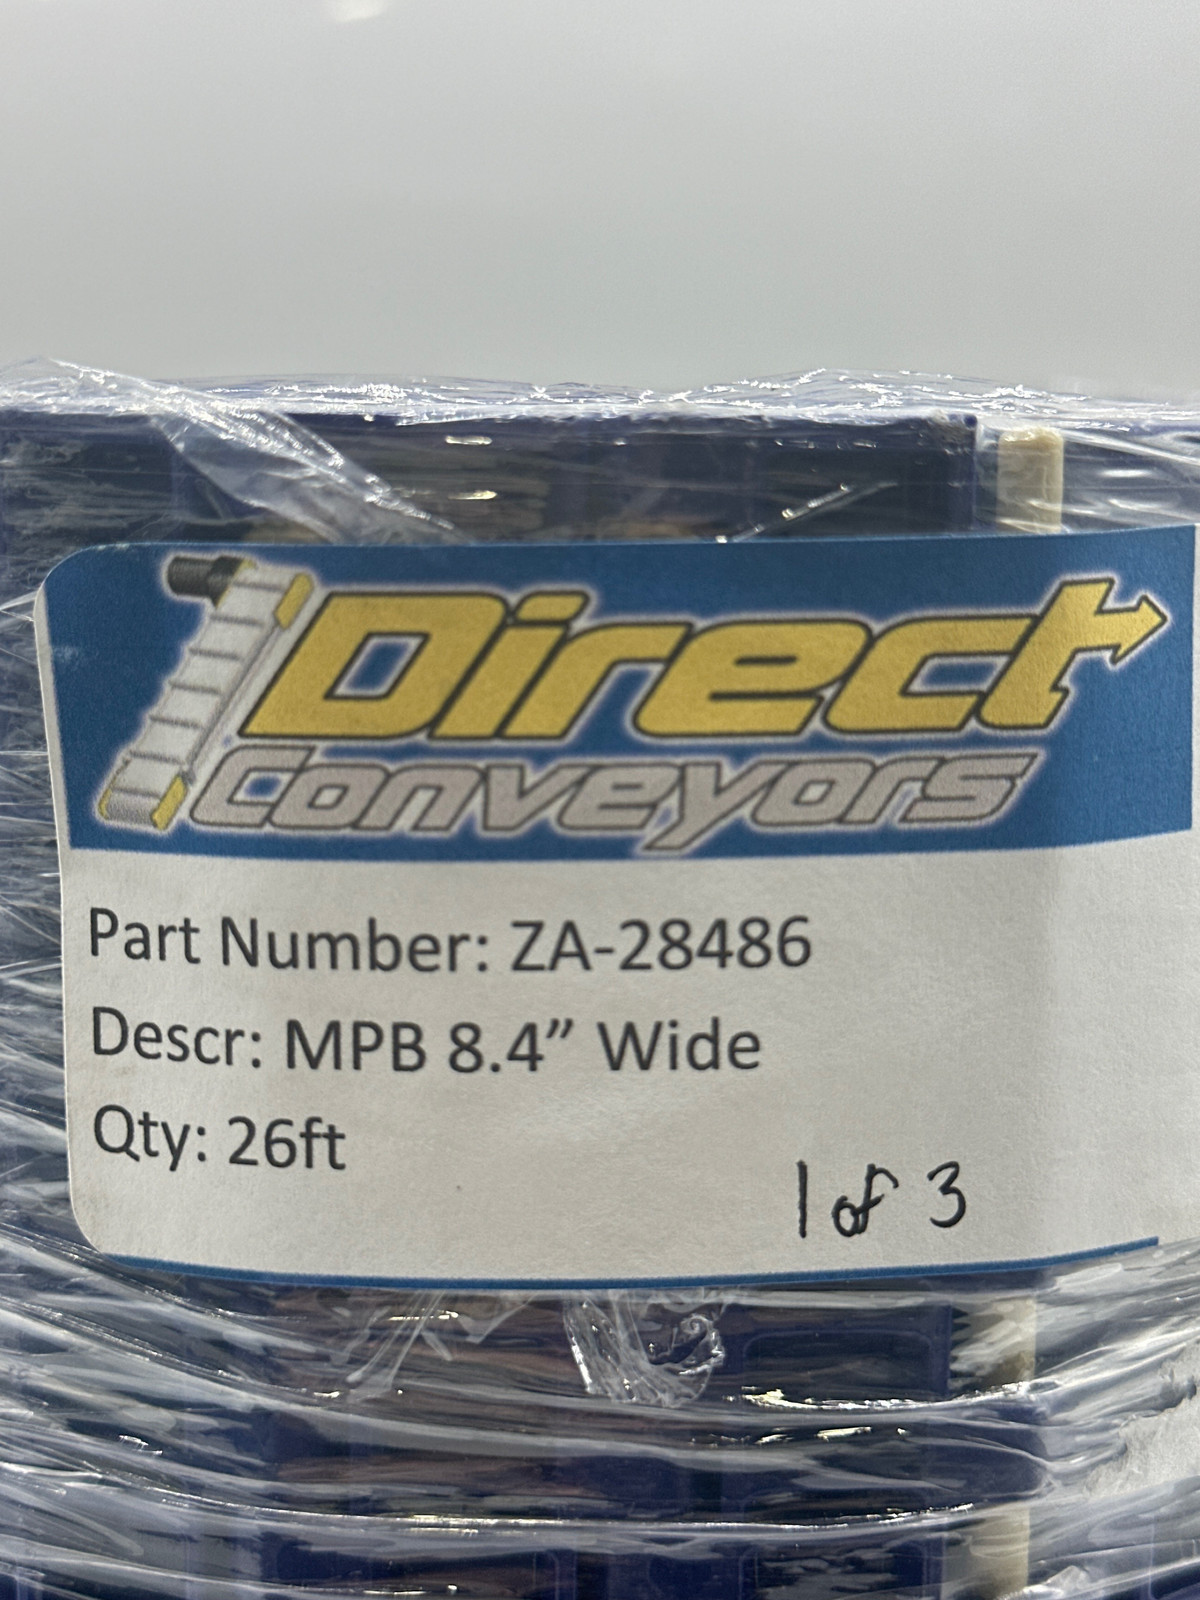 Direct
Conveyors
Part Number: ZA-28486
Descr: MPB 8.4” Wide
Qty: 26ft
1 of 3